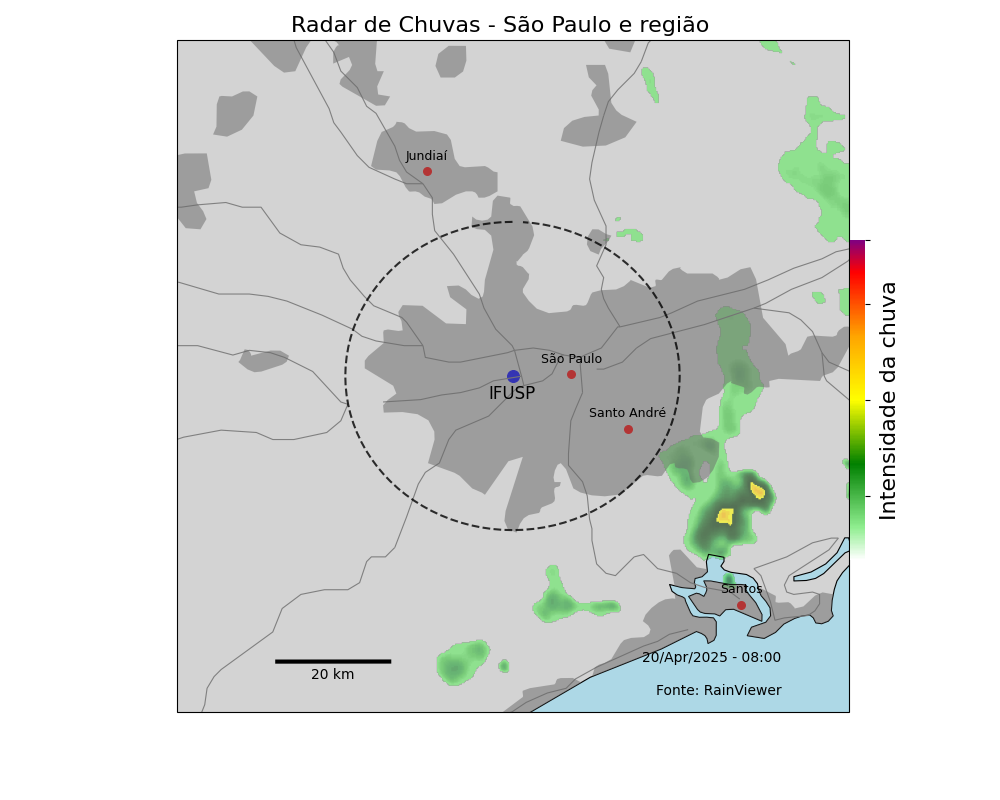 Radar de Chuvas - São Paulo e região
Jundiaí
São Paulo
IFUSP
Santo André
Intensidade da chuva
Santos
20/Apr/2025 - 08:00
20 km
Fonte: RainViewer